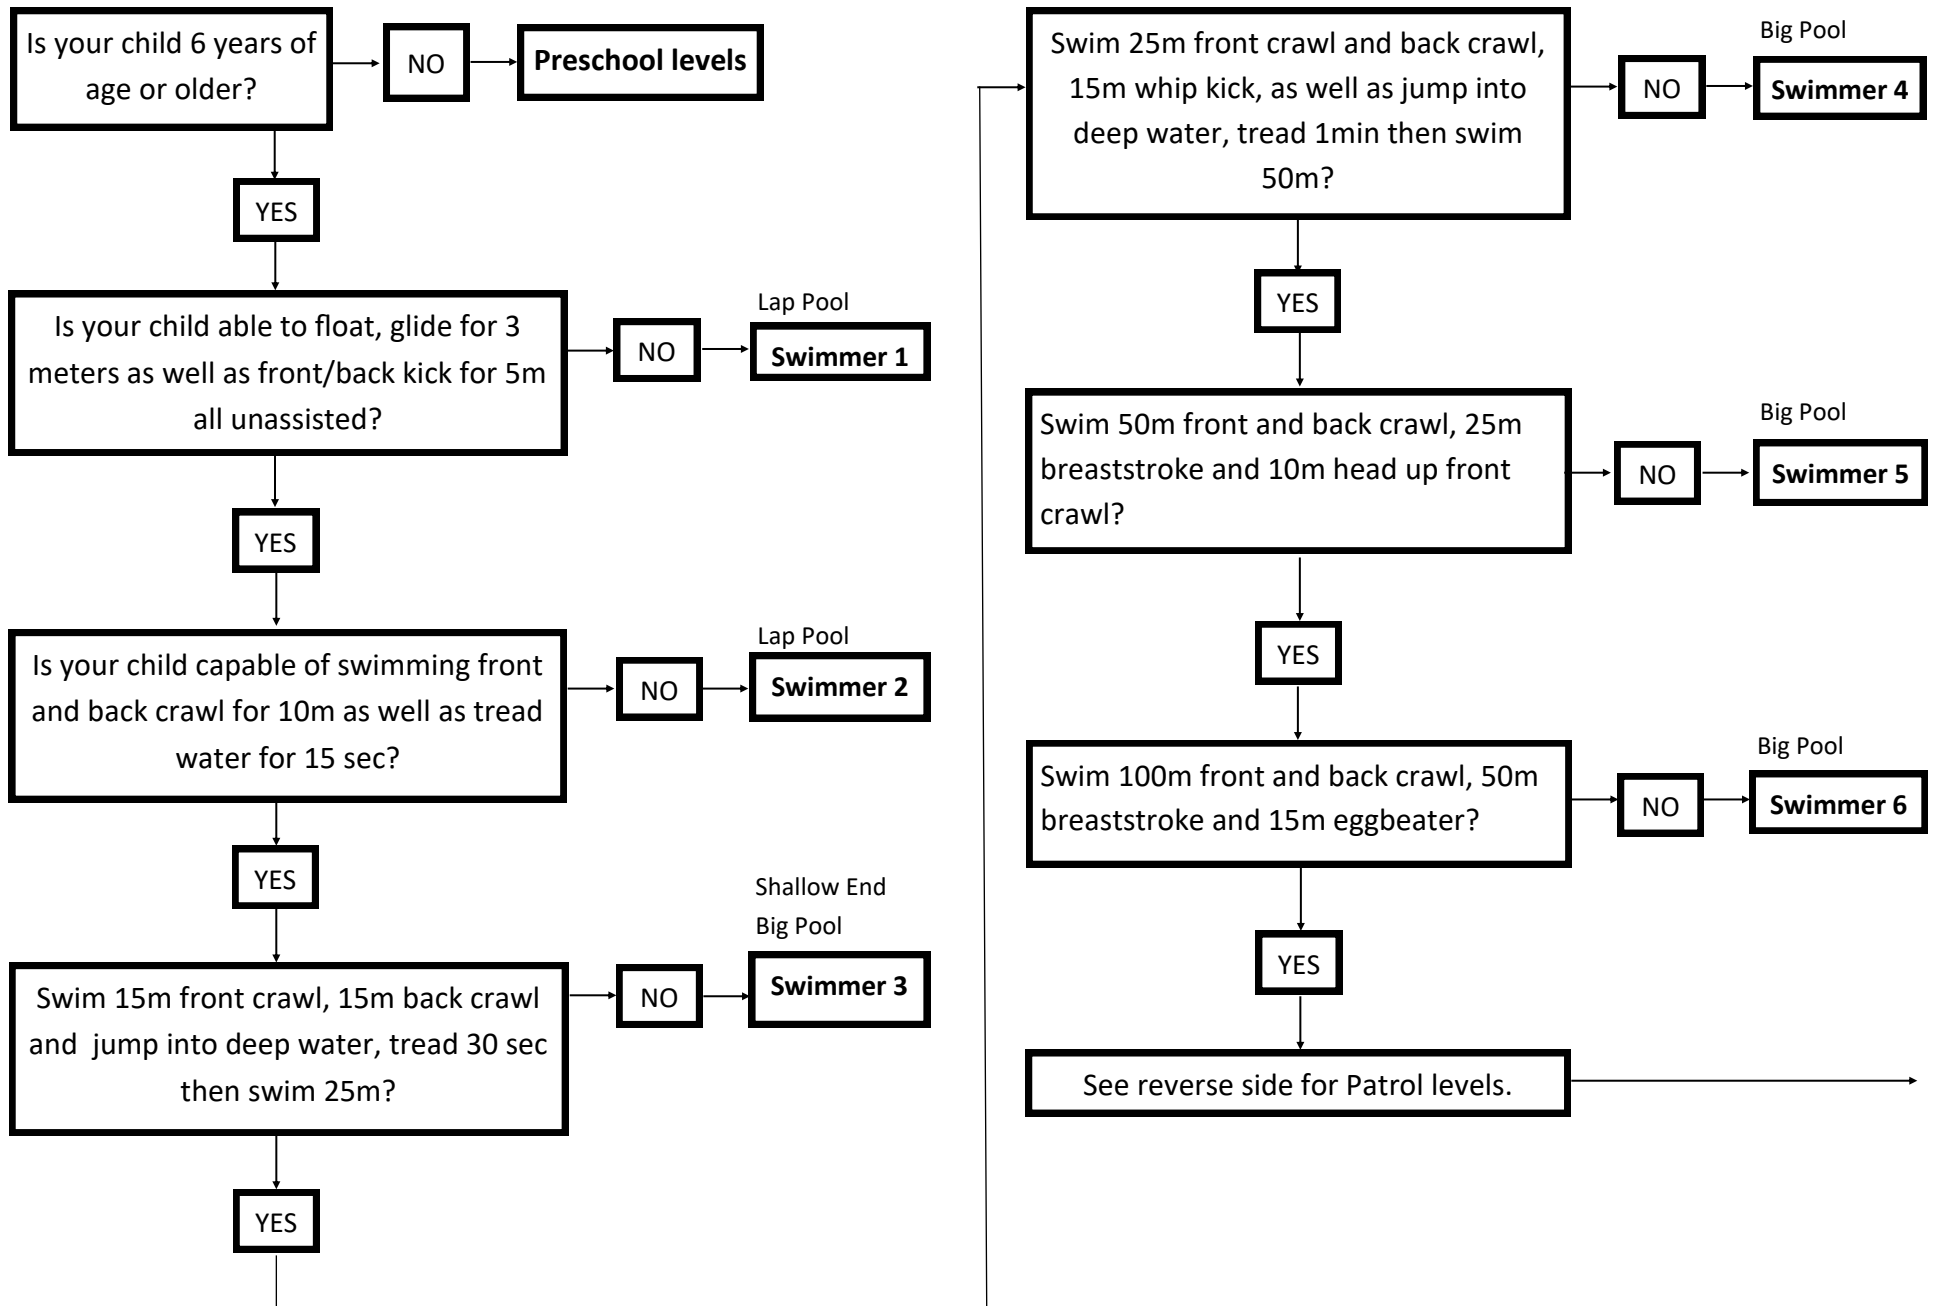 Is your child 6 years of
age or older?
NO
Preschool levels
YES
Is your child able to float, glide for 3
meters as well as front/back kick for 5m
all unassisted?
NO
Lap Pool
Swimmer 1
YES
Is your child capable of swimming front
and back crawl for 10m as well as tread
water for 15 sec?
NO
Lap Pool
Swimmer 2
YES
Swim 15m front crawl, 15m back crawl
and jump into deep water, tread 30 sec
then swim 25m?
NO
Shallow End
Big Pool
Swimmer 3
YES
Swim 25m front crawl and back crawl,
15m whip kick, as well as jump into
deep water, tread 1min then swim
50m?
NO
Big Pool
Swimmer 4
YES
Swim 50m front and back crawl, 25m
breaststroke and 10m head up front
crawl?
NO
Big Pool
Swimmer 5
YES
Swim 100m front and back crawl, 50m
breaststroke and 15m eggbeater?
NO
Big Pool
Swimmer 6
YES
See reverse side for Patrol levels.